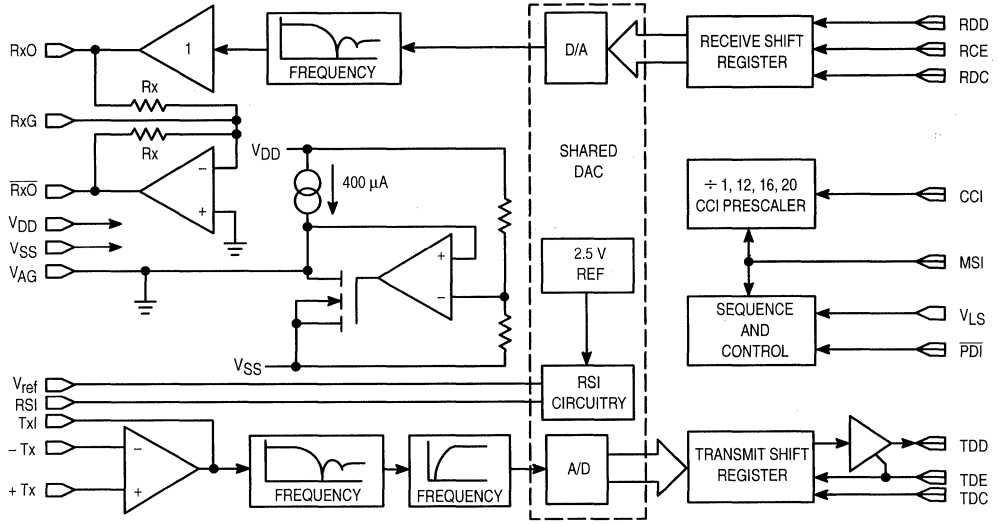 RxO
1
FREQUENCY
D/A
RECEIVE SHIFT
REGISTER
RDD
RCE
RDC
Rx
RxG
Rx
RxO
VDD
VSS
VAG
VDD
400 µA
SHARED
DAC
÷ 1, 12, 16, 20
CCI PRESCALER
CCI
MSI
−
+
+
−
2.5 V
REF
SEQUENCE
AND
CONTROL
VLS
PDI
VSS
Vref
RSI
TxI
− Tx
+ Tx
RSI
CIRCUITRY
−
+
FREQUENCY
FREQUENCY
A/D
TRANSMIT SHIFT
REGISTER
TDD
TDE
TDC